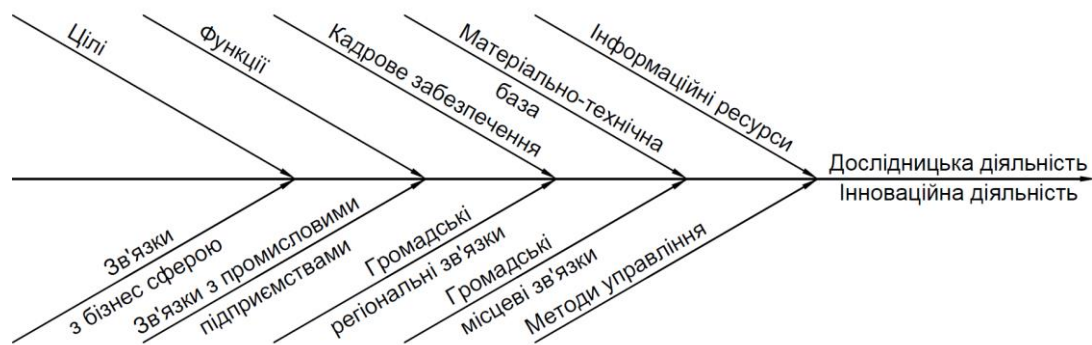 Цілі
Функції
Кадрове забезпечення
Матеріально-технічна
база
Інформаційні ресурси
Дослідницька діяльність
Інноваційна діяльність
Зв'язки
з бізнес сферою
Зв'язки з промисловими
підприємствами
Громадські
регіональні зв'язки
Громадські
місцеві зв'язки
Методи управління